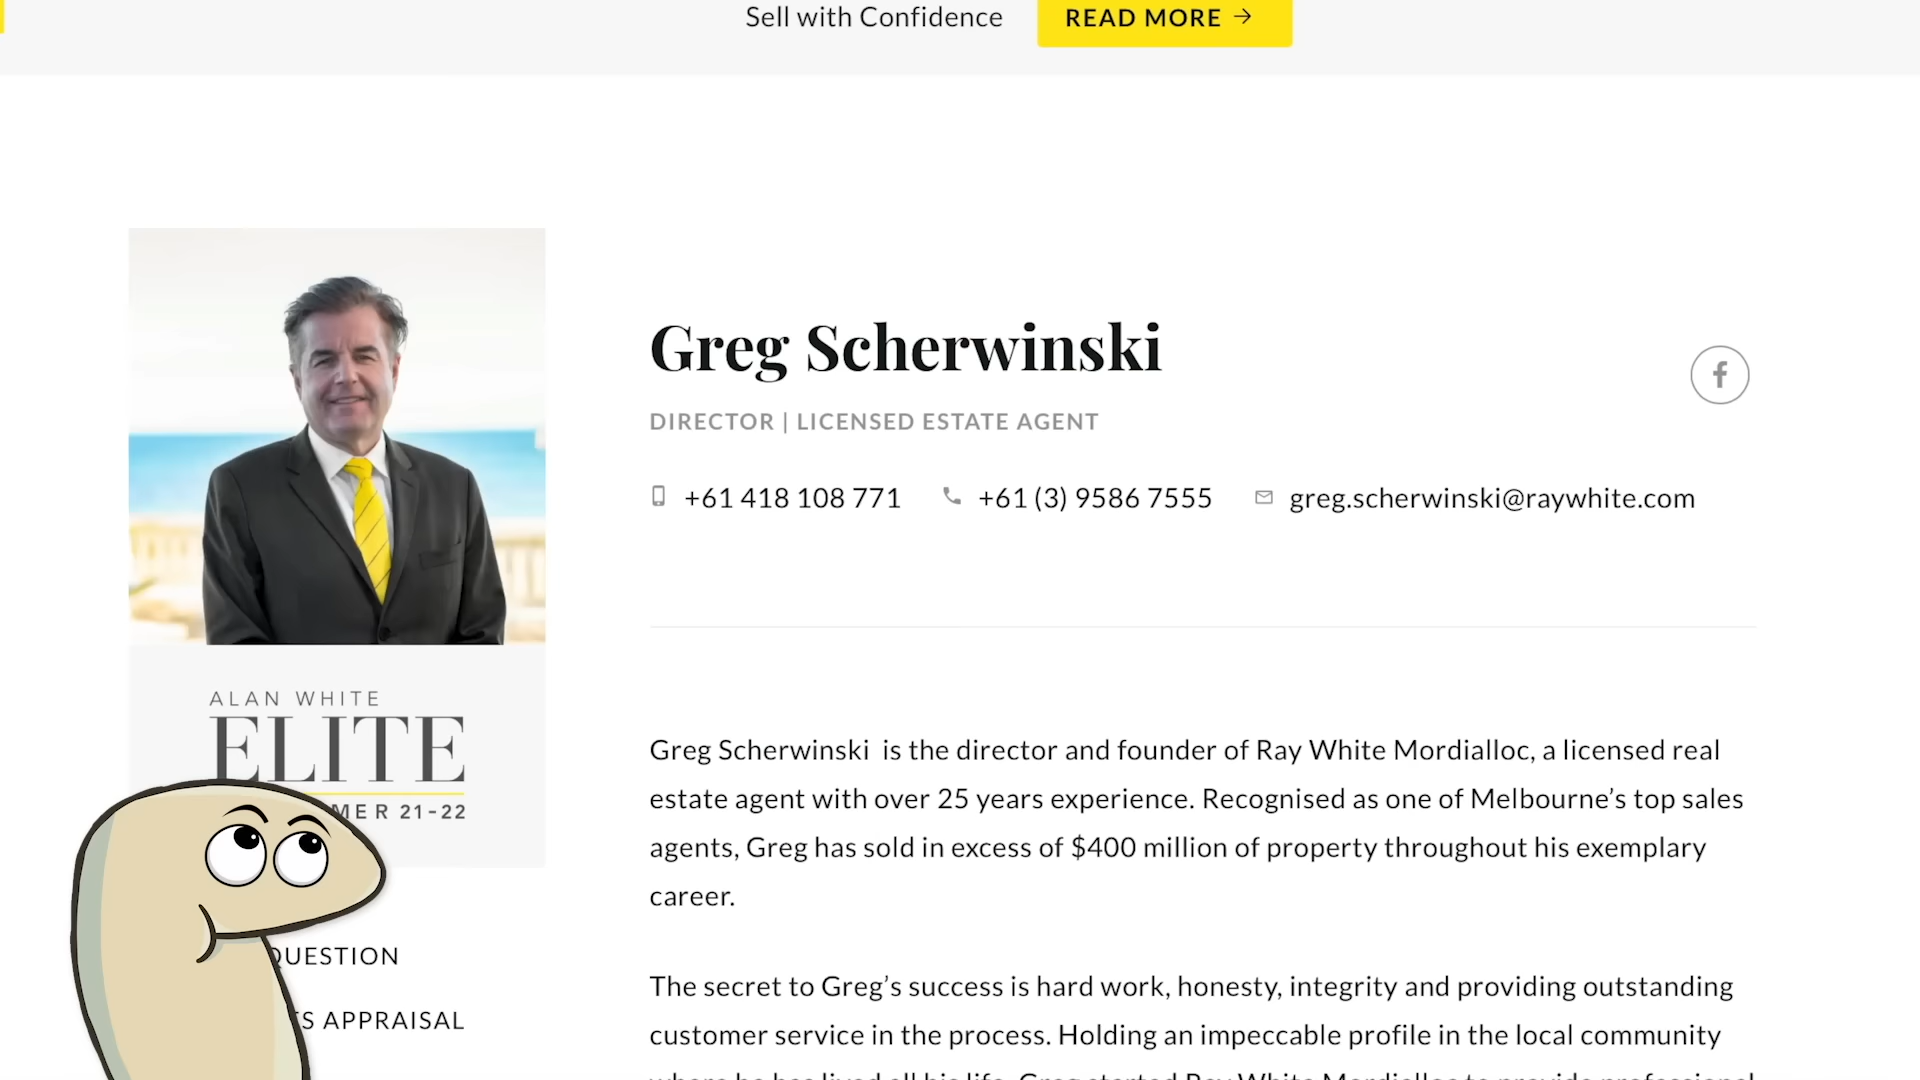 Sell with Confidence
READ MORE →
Greg Scherwinski
DIRECTOR | LICENSED ESTATE AGENT
+61 418 108 771
+61 (3) 9586 7555
greg.scherwinski@raywhite.com
ALAN WHITE
ELITE
21-22
Greg Scherwinski is the director and founder of Ray White Mordialloc, a licensed real
estate agent with over 25 years experience. Recognised as one of Melbourne’s top sales
agents, Greg has sold in excess of $400 million of property throughout his exemplary
career.
QUESTION
APPRAISAL
The secret to Greg’s success is hard work, honesty, integrity and providing outstanding
customer service in the process. Holding an impeccable profile in the local community